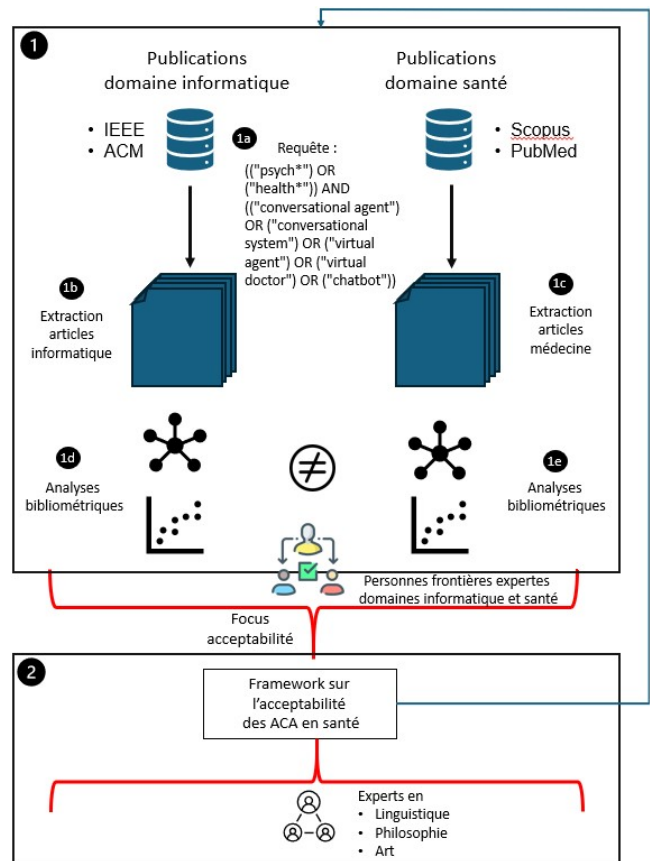 1
Publications
domaine informatique
Publications
domaine santé
• IEEE
• ACM
1a
Requête :
(("psych*") OR
("health*")) AND
(("conversational agent")
OR ("conversational
system") OR ("virtual
agent") OR ("virtual
doctor") OR ("chatbot"))
• Scopus
• PubMed
1b
Extraction
articles
informatique
1c
Extraction
articles
médecine
1d
Analyses
bibliométriques
≠
1e
Analyses
bibliométriques
Personnes frontières expertes
domaines informatique et santé
Focus
acceptabilité
2
Framework sur
l'acceptabilité
des ACA en santé
Experts en
• Linguistique
• Philosophie
• Art